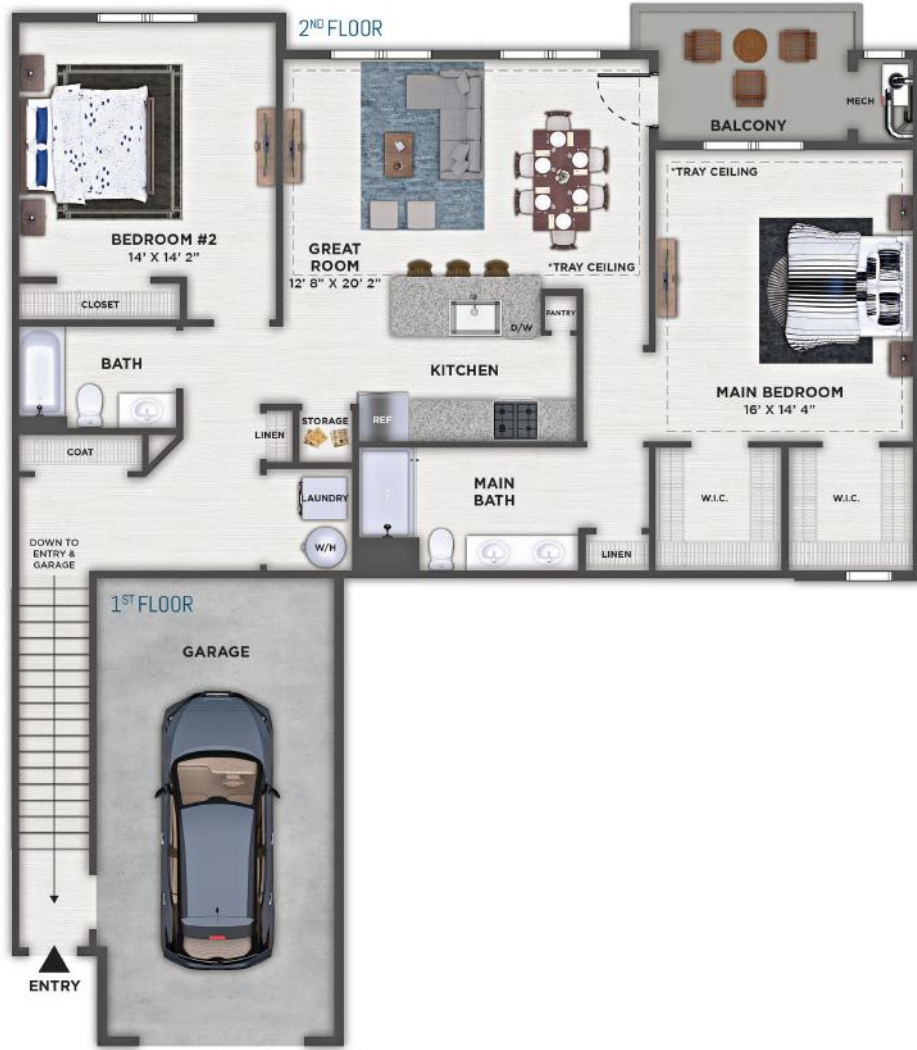 2ND FLOOR
MECH
BALCONY
*TRAY CEILING
BEDROOM #2
14' X 14' 2"
GREAT
ROOM
12' 8" X 20' 2"
*TRAY CEILING
CLOSET
PANTRY
D/W
BATH
KITCHEN
MAIN BEDROOM
16' X 14' 4"
STORAGE
REF
LINEN
COAT
MAIN
BATH
LAUNDRY
W.I.C.
W.I.C.
DOWN TO
ENTRY &
GARAGE
W/H
LINEN
1ST FLOOR
GARAGE
ENTRY